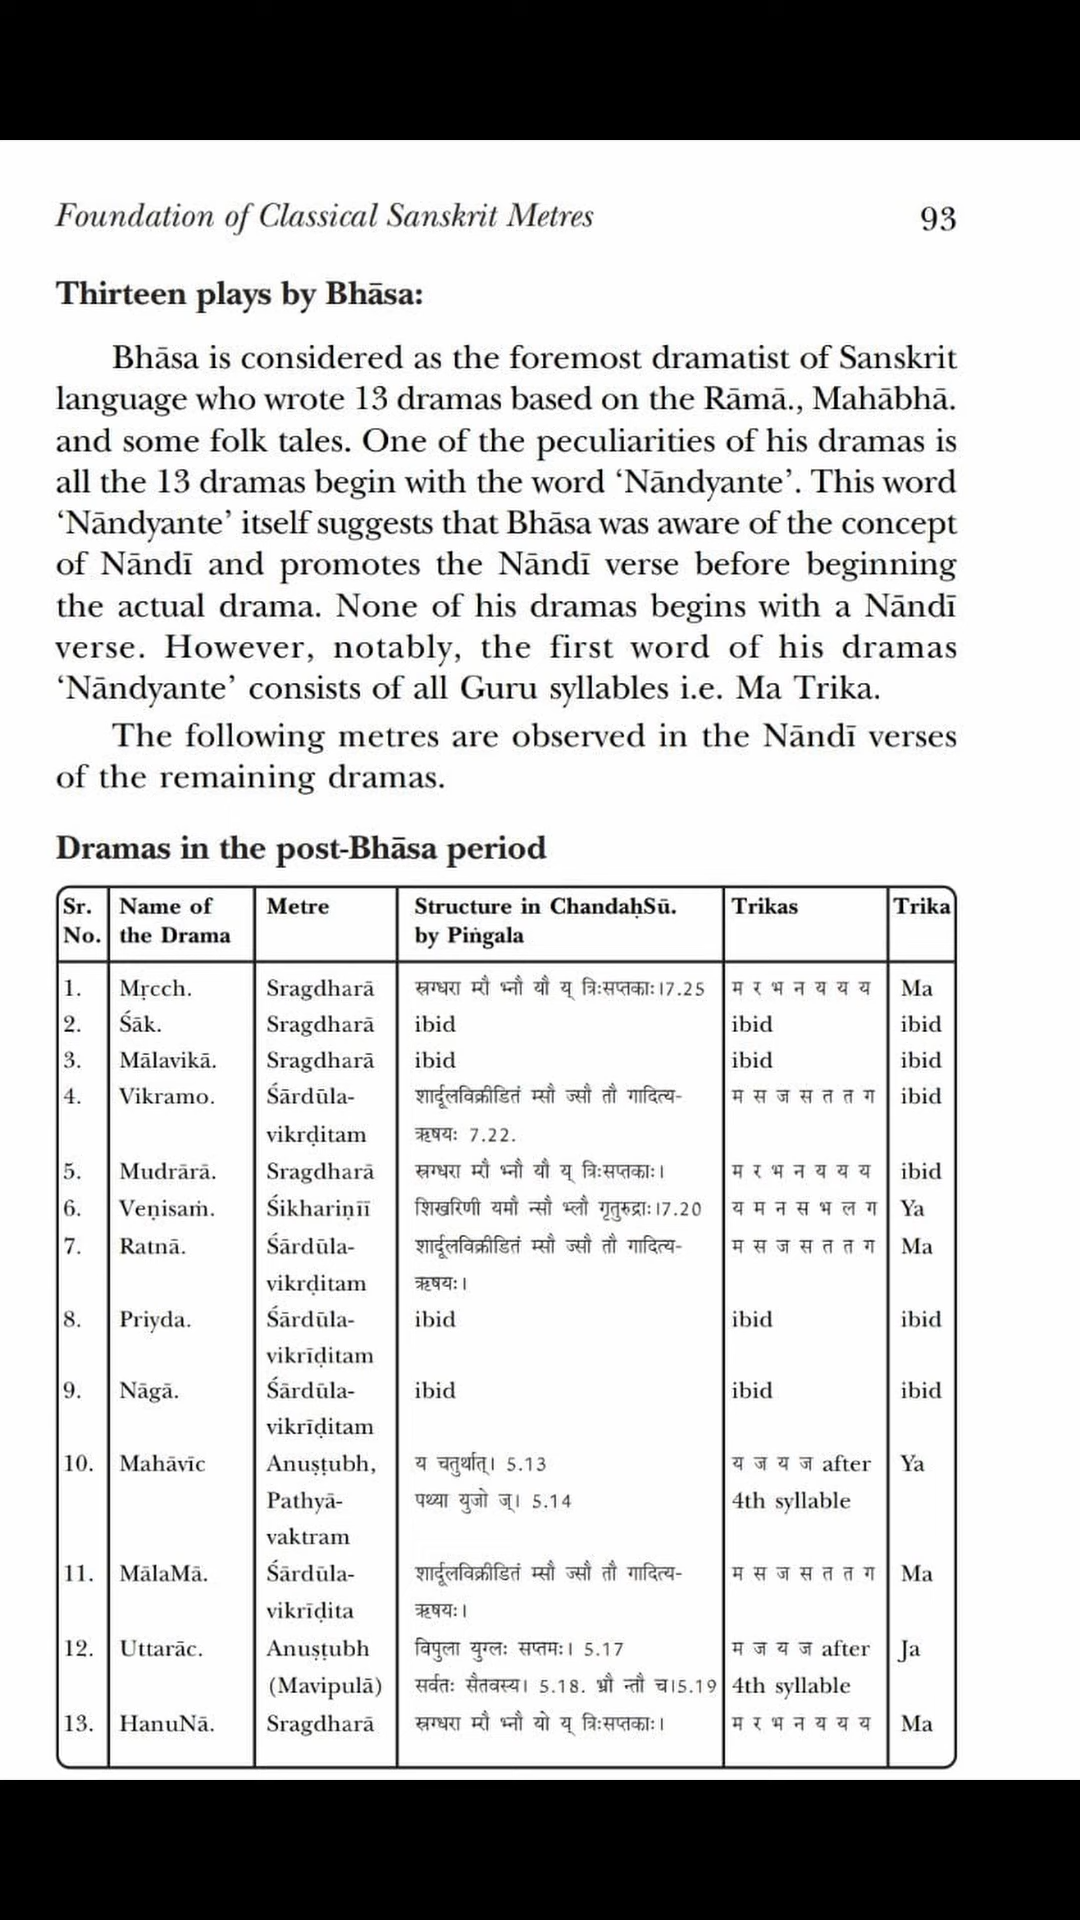 Foundation of Classical Sanskrit Metres 93
Thirteen plays by Bhāsa:
Bhāsa is considered as the foremost dramatist of Sanskrit
language who wrote 13 dramas based on the Rāmā., Mahābhā.
and some folk tales. One of the peculiarities of his dramas is
all the 13 dramas begin with the word ‘Nāndyante’. This word
‘Nāndyante’ itself suggests that Bhāsa was aware of the concept
of Nāndī and promotes the Nāndī verse before beginning
the actual drama. None of his dramas begins with a Nāndī
verse. However, notably, the first word of his dramas
‘Nāndyante’ consists of all Guru syllables i.e. Ma Trika.
The following metres are observed in the Nāndī verses
of the remaining dramas.
Dramas in the post-Bhāsa period
Sr. Name of Metre Structure in ChandaḥSū. Trikas Trika
No. the Drama by Piṅgala
1. Mṛcch. Sragdharā स्रग्धरा म्रौ भ्नौ यौ य् त्रिःसप्तकाः।7.25 म र भ न य य य Ma
2. Śāk. Sragdharā ibid ibid ibid
3. Mālavikā. Sragdharā ibid ibid ibid
4. Vikramo. Śārdūla- शार्दूलविक्रीडितं म्सौ ज्सौ तौ गादित्य- म स ज स त त ग ibid
vikrḍitam ऋषयः 7.22.
5. Mudrārā. Sragdharā स्रग्धरा म्रौ भ्नौ यौ य् त्रिःसप्तकाः। म र भ न य य य ibid
6. Veṇisaṁ. Śikhariṇīī शिखरिणी यमौ न्सौ भ्लौ गृतुरुद्राः।7.20 य म न स भ ल ग Ya
7. Ratnā. Śārdūla- शार्दूलविक्रीडितं म्सौ ज्सौ तौ गादित्य- म स ज स त त ग Ma
vikrḍitam ऋषयः।
8. Priyda. Śārdūla- ibid ibid ibid
vikrīḍitam
9. Nāgā. Śārdūla- ibid ibid ibid
vikrīḍitam
10. Mahāvīc Anuṣṭubh, य चतुर्थात्। 5.13 य ज य ज after Ya
Pathyā- पथ्या युजो ज्। 5.14 4th syllable
vaktram
11. MālaMā. Śārdūla- शार्दूलविक्रीडितं म्सौ ज्सौ तौ गादित्य- म स ज स त त ग Ma
vikrīḍita ऋषयः।
12. Uttarāc. Anuṣṭubh विपुला युग्लः सप्तमः। 5.17 म ज य ज after Ja
(Mavipulā) सर्वतः सैतवस्य। 5.18. भ्रौ न्तौ च।5.19 4th syllable
13. HanuNā. Sragdharā स्रग्धरा म्रौ भ्नौ यो य् त्रिःसप्तकाः। म र भ न य य य Ma